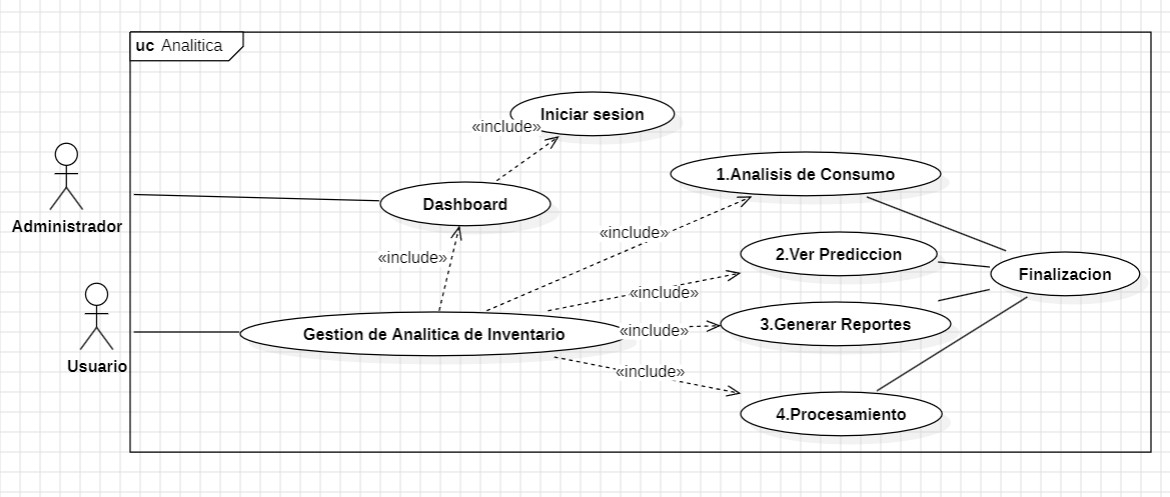 uc Analitica
Iniciar sesion
«include»
1.Analisis de Consumo
Dashboard
Administrador
«include»
«include»
2.Ver Prediccion
Finalizacion
«include»
3.Generar Reportes
Gestion de Analitica de Inventario
«include»
Usuario
«include»
4.Procesamiento